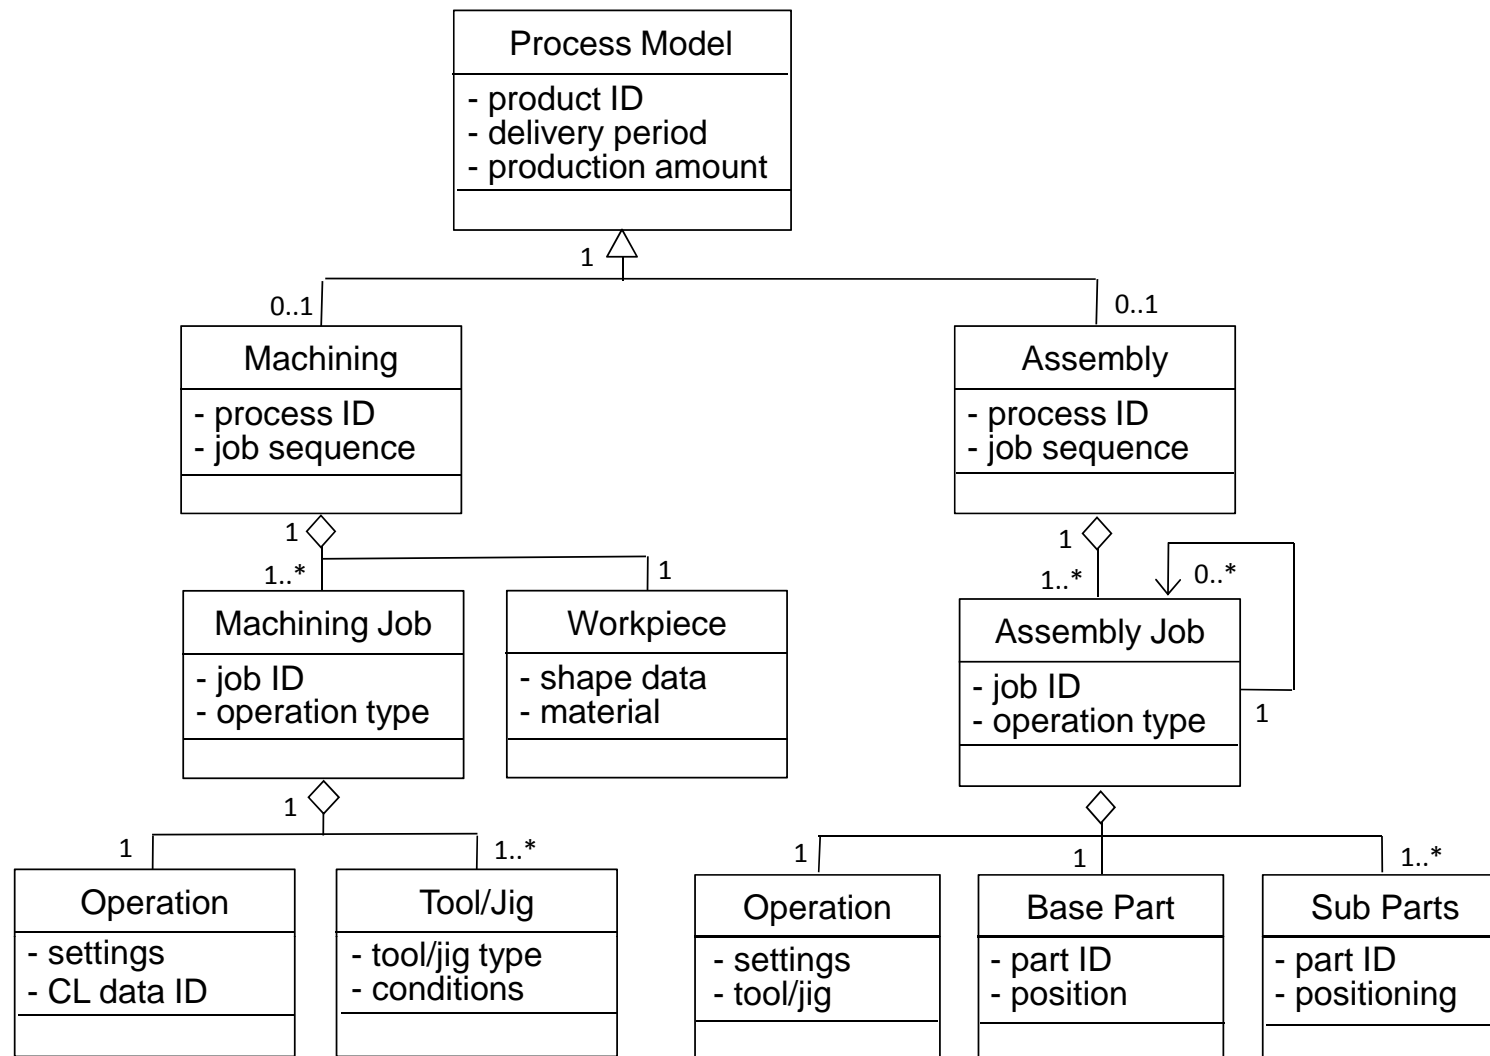 Process Model
- product ID
- delivery period
- production amount
1
0..1
0..1
Machining
- process ID
- job sequence
Assembly
- process ID
- job sequence
1
1..*
1
1
1..*
0..*
Machining Job
- job ID
- operation type
Workpiece
- shape data
- material
Assembly Job
- job ID
- operation type
1
1
1
1..*
1
1
1..*
Operation
- settings
- CL data ID
Tool/Jig
- tool/jig type
- conditions
Operation
- settings
- tool/jig
Base Part
- part ID
- position
Sub Parts
- part ID
- positioning